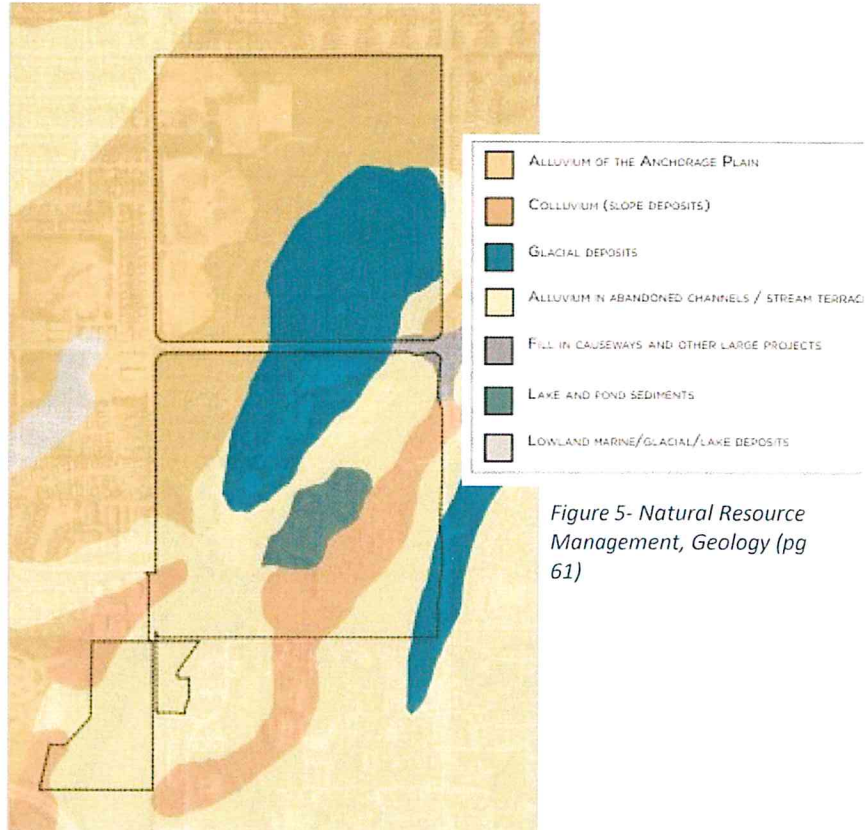 ALLUVIUM OF THE ANCHORAGE PLAIN
COLLUVIUM (SLOPE DEPOSITS)
GLACIAL DEPOSITS
ALLUVIUM IN ABANDONED CHANNELS / STREAM TERRAC
FILL IN CAUSEWAYS AND OTHER LARGE PROJECTS
LAKE AND POND SEDIMENTS
LOWLAND MARINE/GLACIAL/LAKE DEPOSITS
Figure 5- Natural Resource
Management, Geology (pg
61)